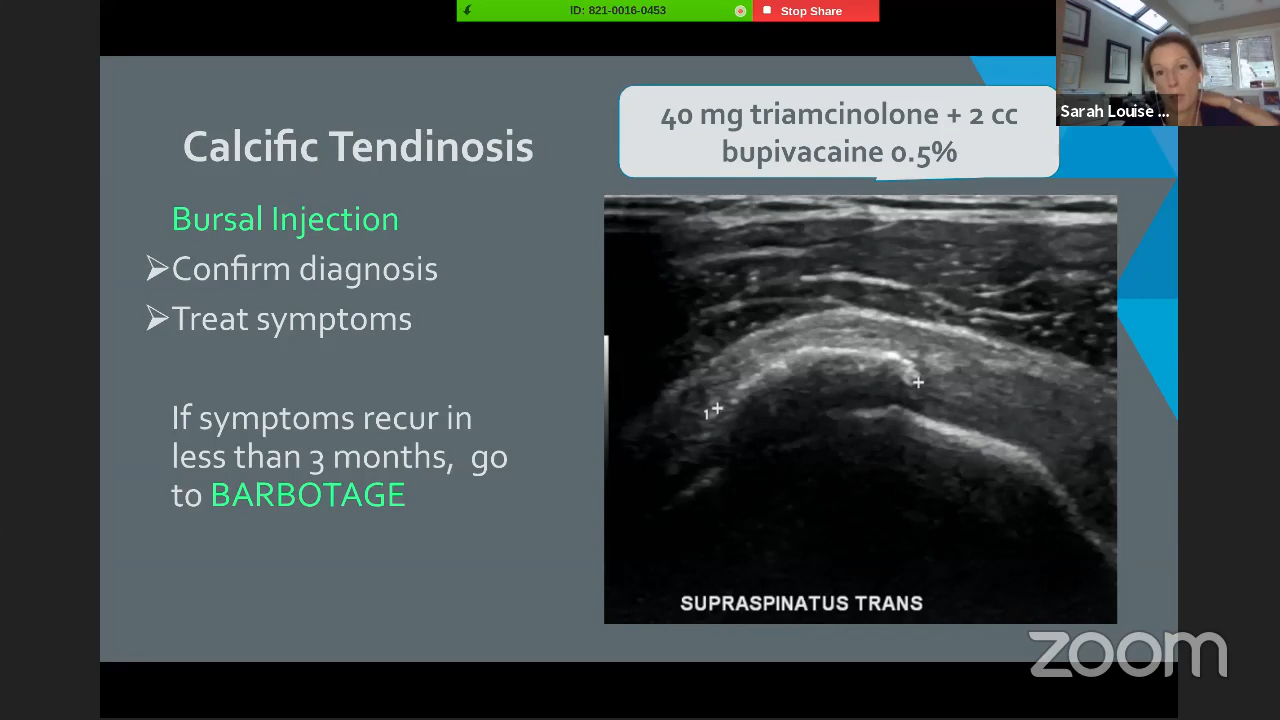 ID: 821-0016-0453
Stop Share
Sarah Louise ...
40 mg triamcinolone + 2 cc
bupivacaine 0.5%
Calcific Tendinosis
Bursal Injection
Confirm diagnosis
Treat symptoms
If symptoms recur in
less than 3 months, go
to BARBOTAGE
1
SUPRASPINATUS TRANS
zoom